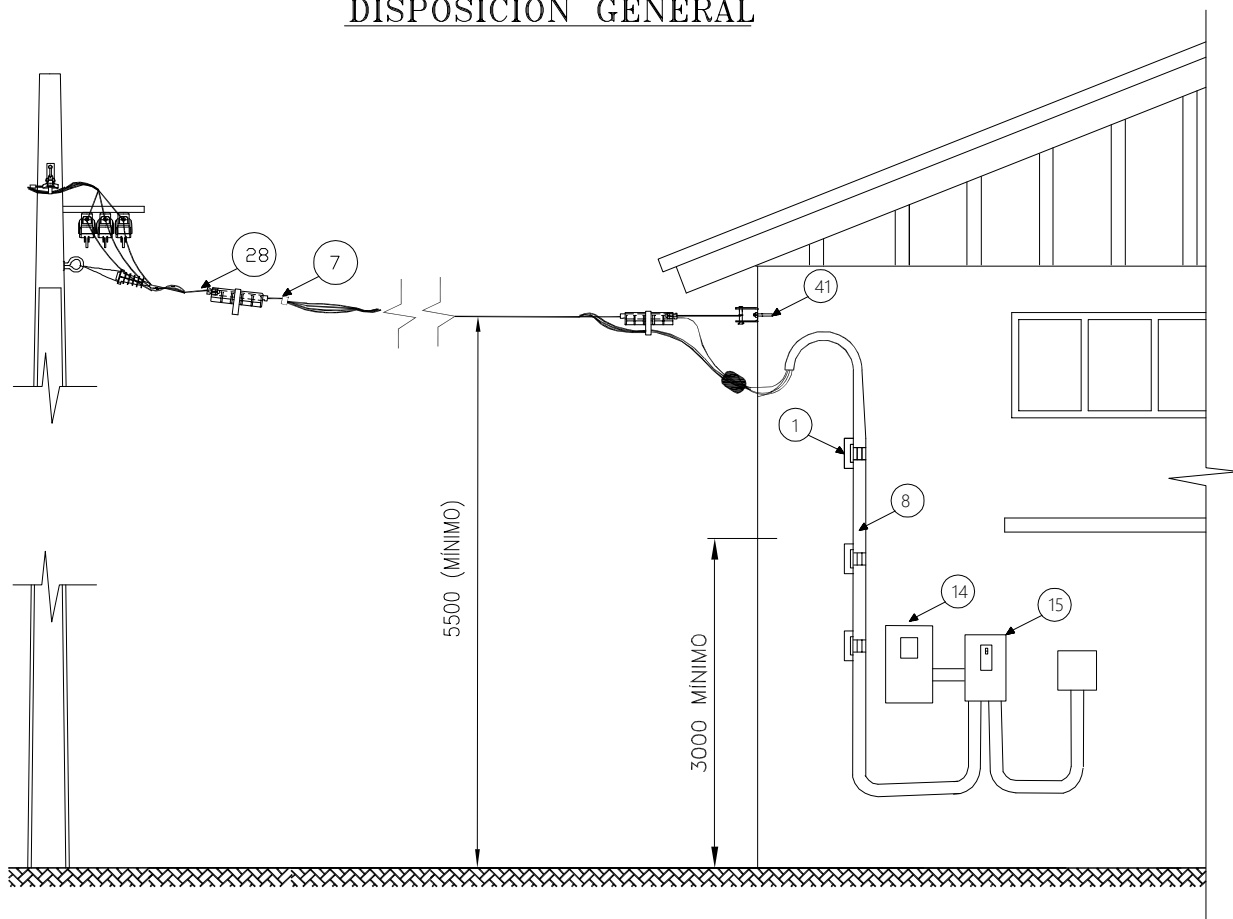 DISPOSICION GENERAL
28
7
41
1
8
14
15
5500 (MÍNIMO)
3000 MÍNIMO